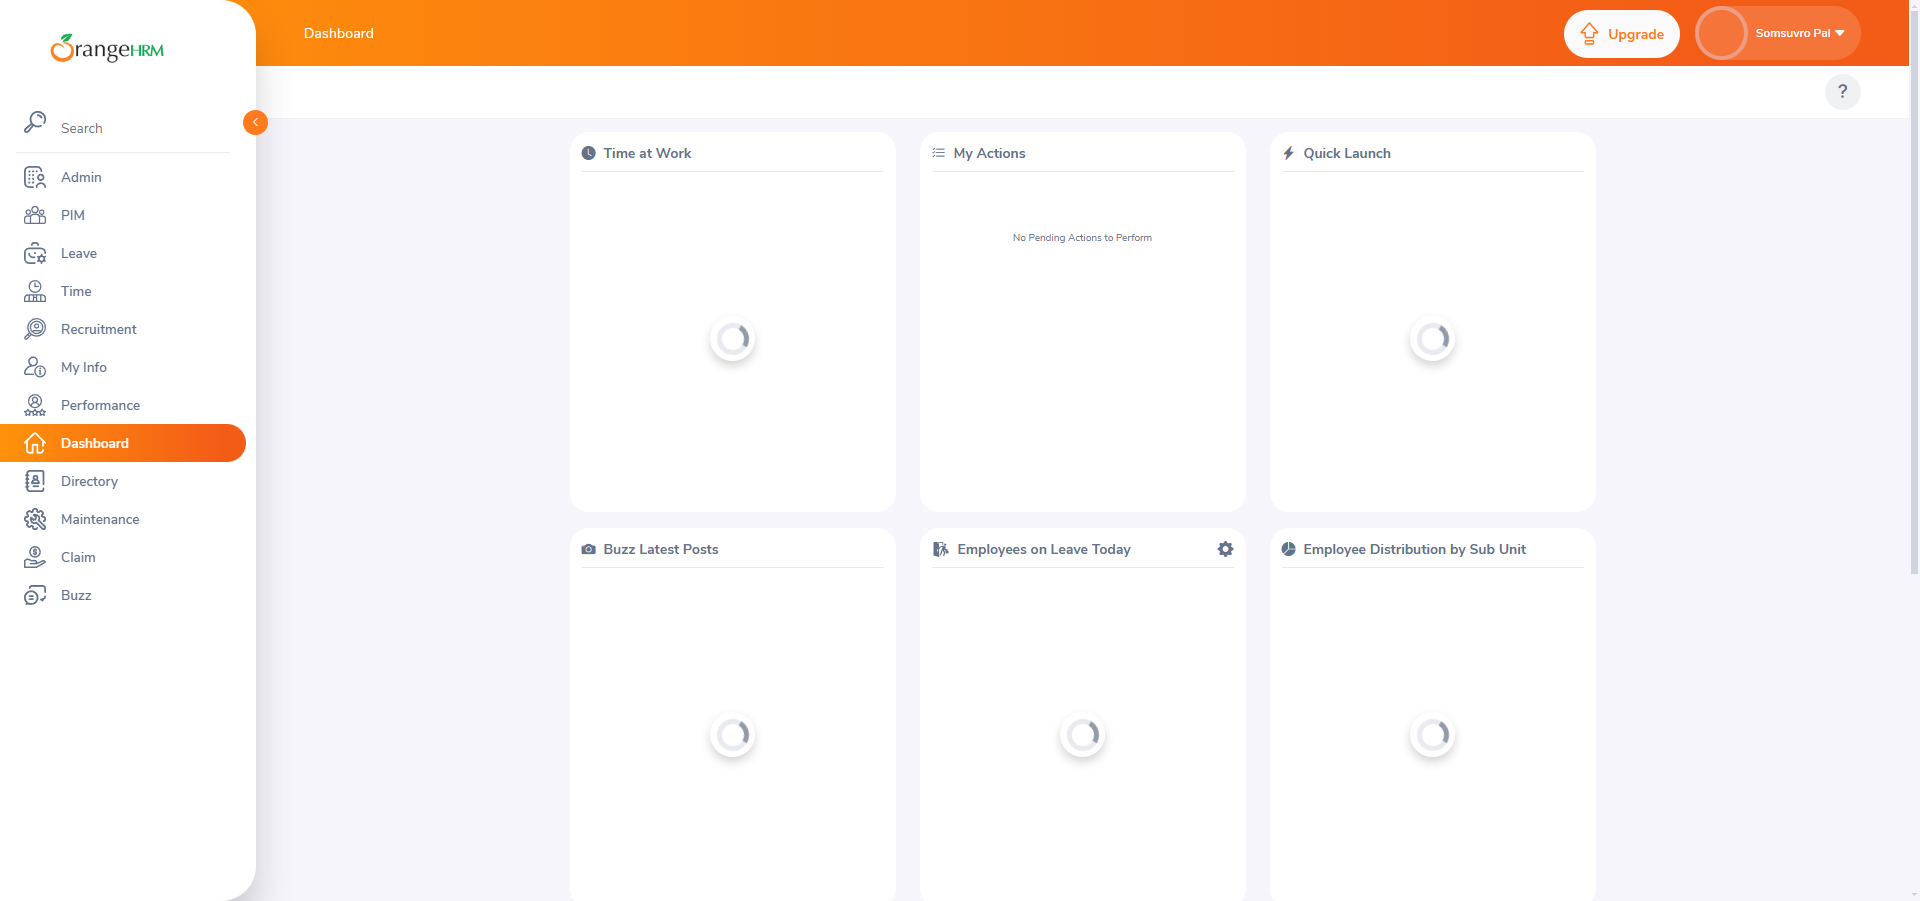 OrangeHRM
Dashboard
Upgrade
Somsuvro Pal
?
Search
Admin
PIM
Leave
Time
Recruitment
My Info
Performance
Dashboard
Directory
Maintenance
Claim
Buzz
Time at Work
My Actions
Quick Launch
No Pending Actions to Perform
Buzz Latest Posts
Employees on Leave Today
Employee Distribution by Sub Unit